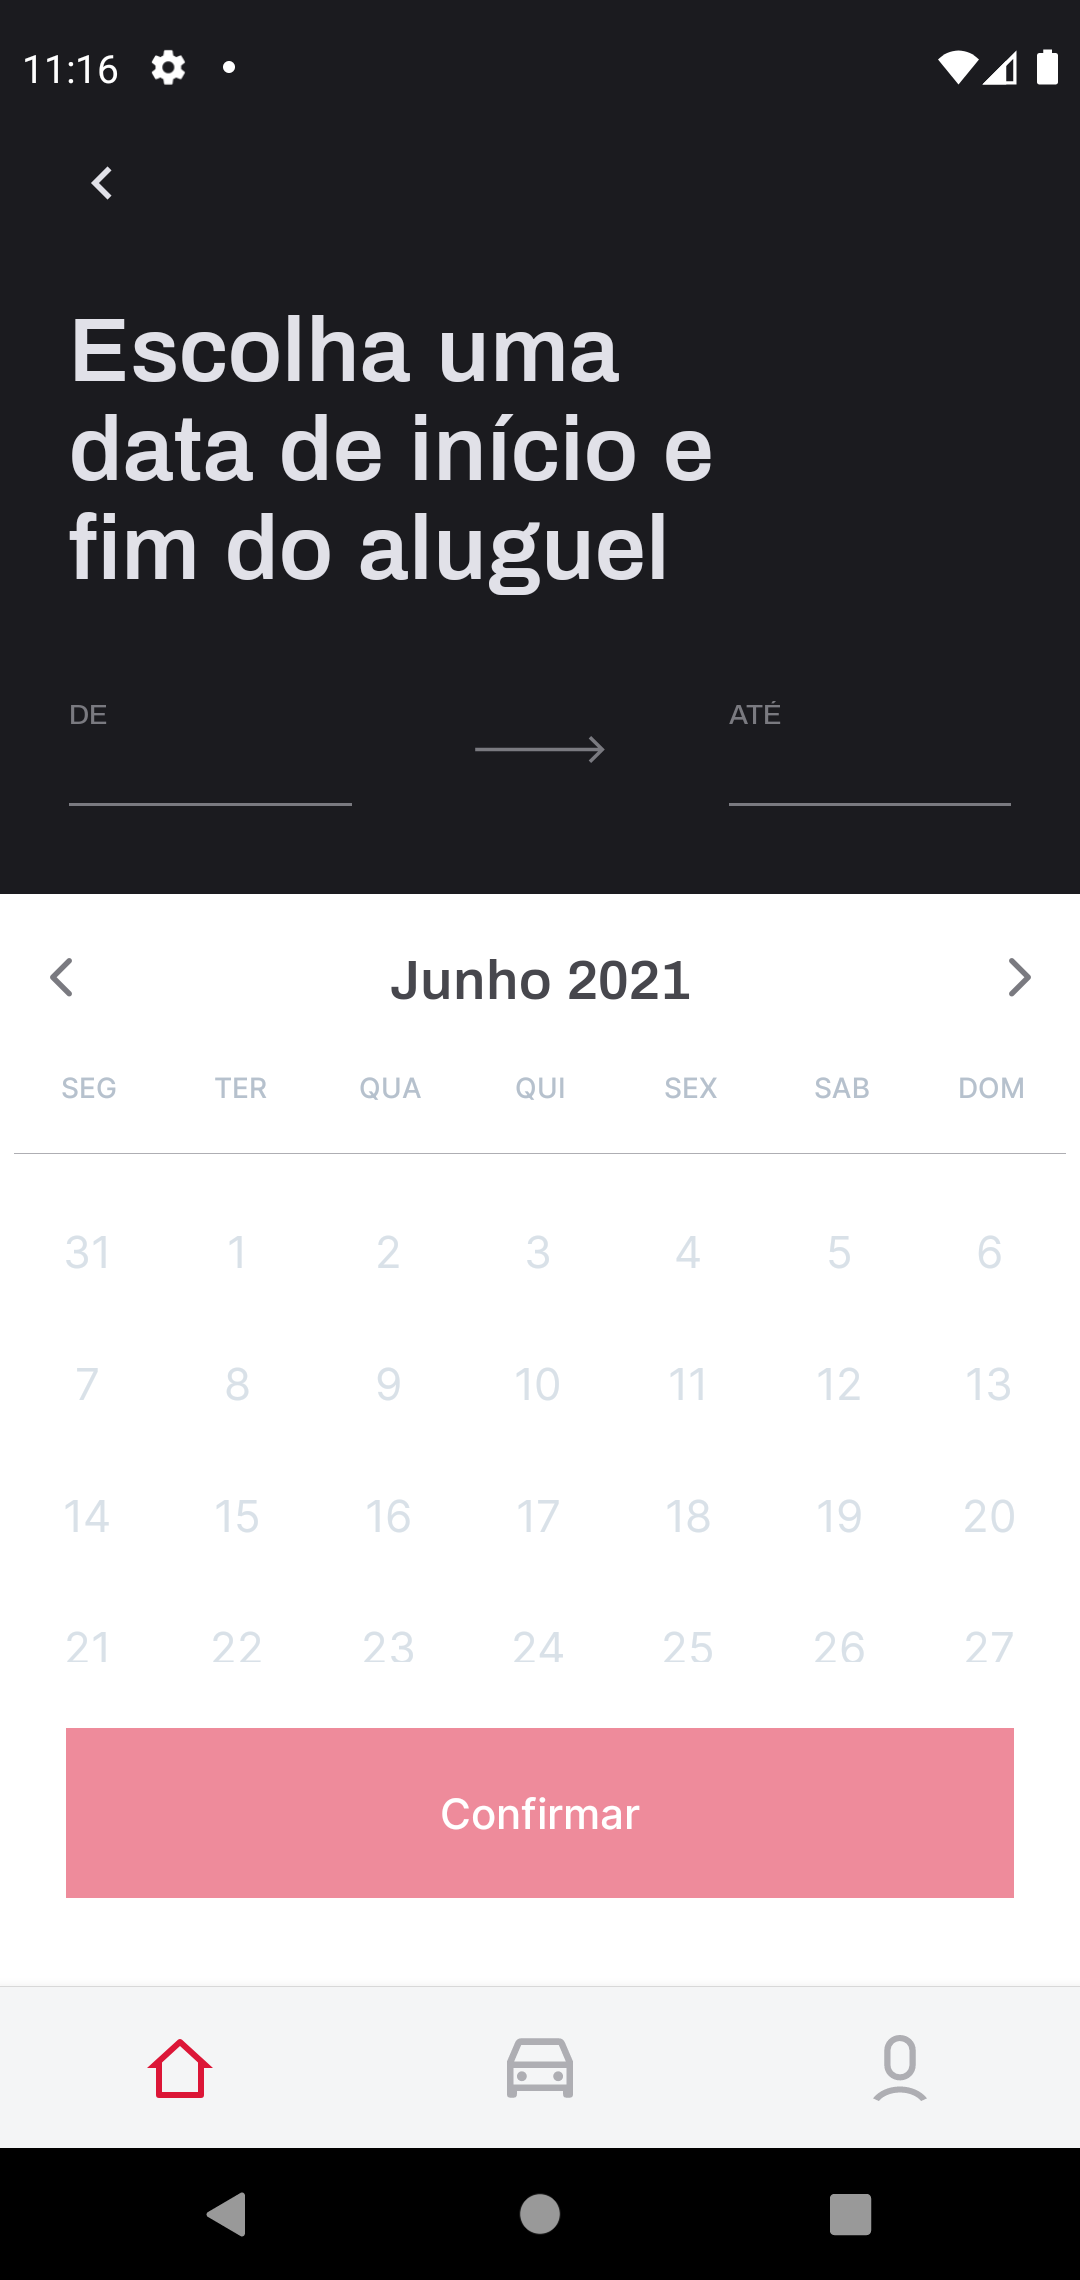 11:16
Escolha uma
data de início e
fim do aluguel
DE
ATÉ
Junho 2021
SEG TER QUA QUI SEX SAB DOM
31 1 2 3 4 5 6
7 8 9 10 11 12 13
14 15 16 17 18 19 20
21 22 23 24 25 26 27
Confirmar